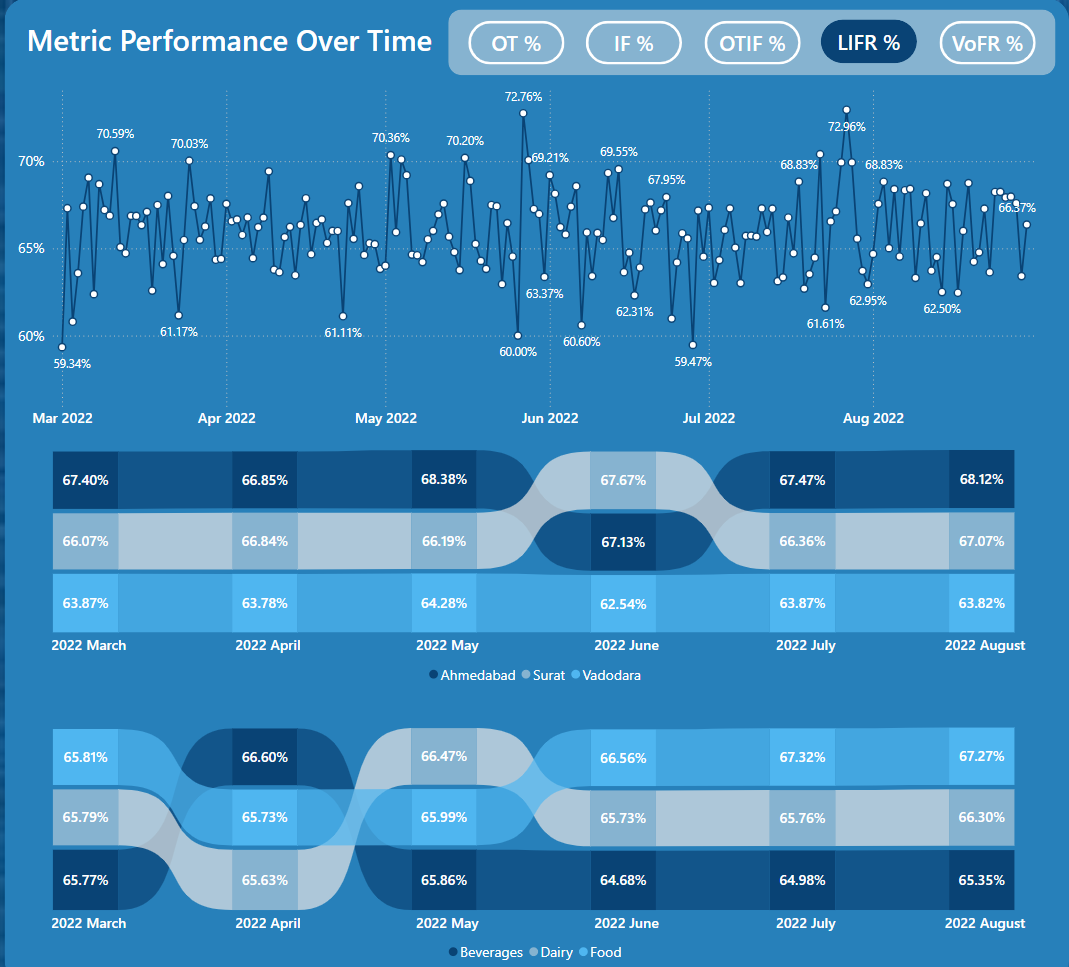 Metric Performance Over Time
OT % IF % OTIF % LIFR % VoFR %
72.76%
70.59% 70.03% 70.36% 70.20% 72.96%
70% 69.21% 69.55% 68.83% 68.83%
67.95%
66.37%
65%
63.37% 62.31% 62.95% 62.50%
61.17% 61.11% 61.61%
60% 60.00% 60.60%
59.34% 59.47%
Mar 2022 Apr 2022 May 2022 Jun 2022 Jul 2022 Aug 2022
67.40% 66.85% 68.38% 67.67% 67.47% 68.12%
66.07% 66.84% 66.19% 67.13% 66.36% 67.07%
63.87% 63.78% 64.28% 62.54% 63.87% 63.82%
2022 March 2022 April 2022 May 2022 June 2022 July 2022 August
Ahmedabad Surat Vadodara
65.81% 66.60% 66.47% 66.56% 67.32% 67.27%
65.79% 65.73% 65.99% 65.73% 65.76% 66.30%
65.77% 65.63% 65.86% 64.68% 64.98% 65.35%
2022 March 2022 April 2022 May 2022 June 2022 July 2022 August
Beverages Dairy Food